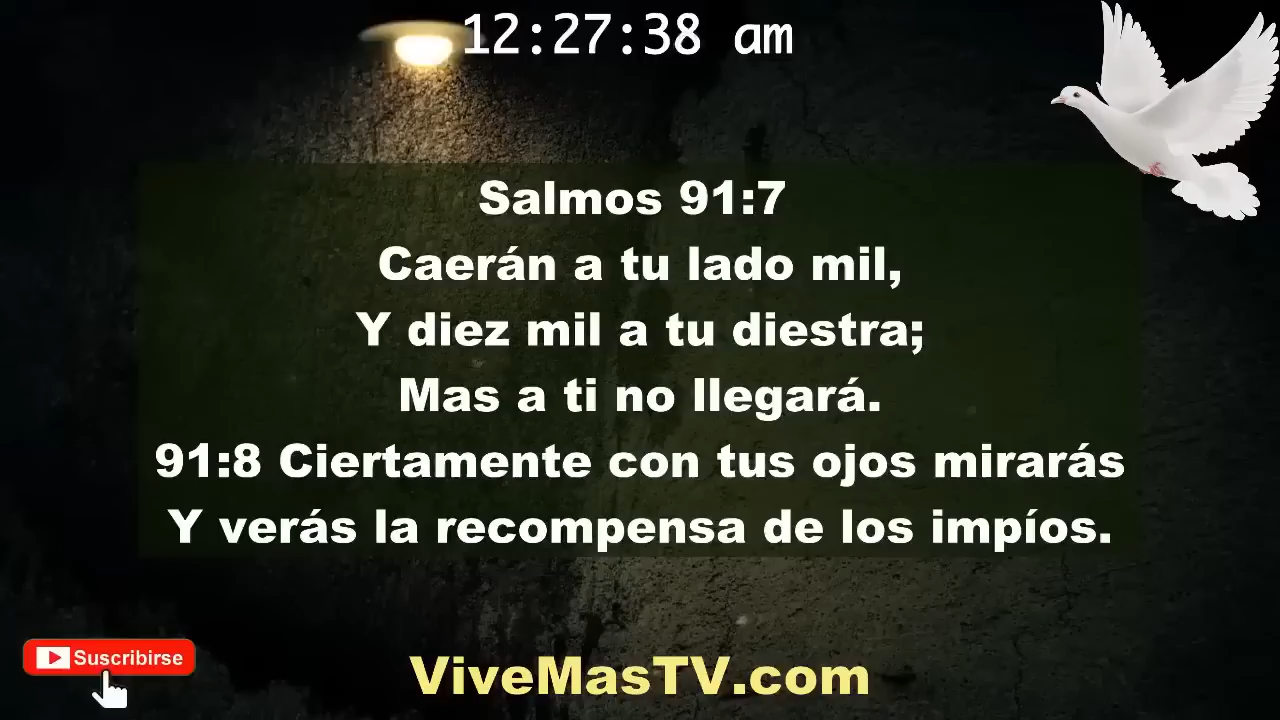 12:27:38 am
Salmos 91:7
Caerán a tu lado mil,
Y diez mil a tu diestra;
Mas a ti no llegará.
91:8 Ciertamente con tus ojos mirarás
Y verás la recompensa de los impíos.
Suscribirse
ViveMasTV.com